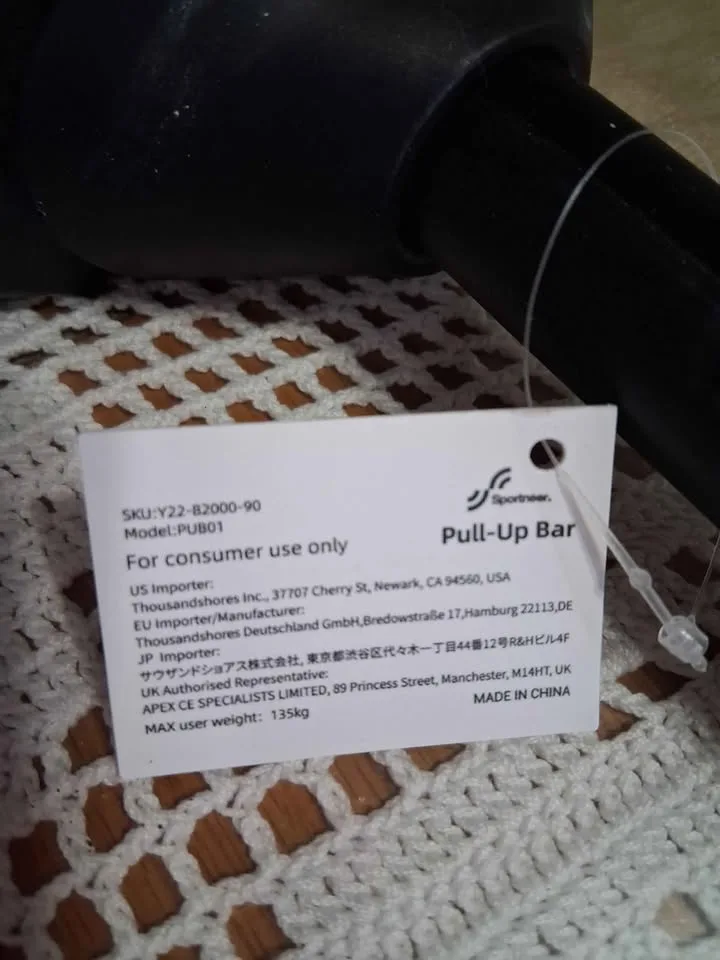 Sportneer.
Pull-Up Bar
SKU:Y22-B2000-90
Model:PUB01
For consumer use only
US Importer:
Thousandshores Inc., 37707 Cherry St, Newark, CA 94560, USA
EU Importer/Manufacturer:
Thousandshores Deutschland GmbH,Bredowstraße 17,Hamburg 22113,DE
JP Importer:
サウザンドショアス株式会社, 東京都渋谷区代々木一丁目44番12号R&Hビル4F
UK Authorised Representative:
APEX CE SPECIALISTS LIMITED, 89 Princess Street, Manchester, M14HT, UK
MAX user weight: 135kg
MADE IN CHINA